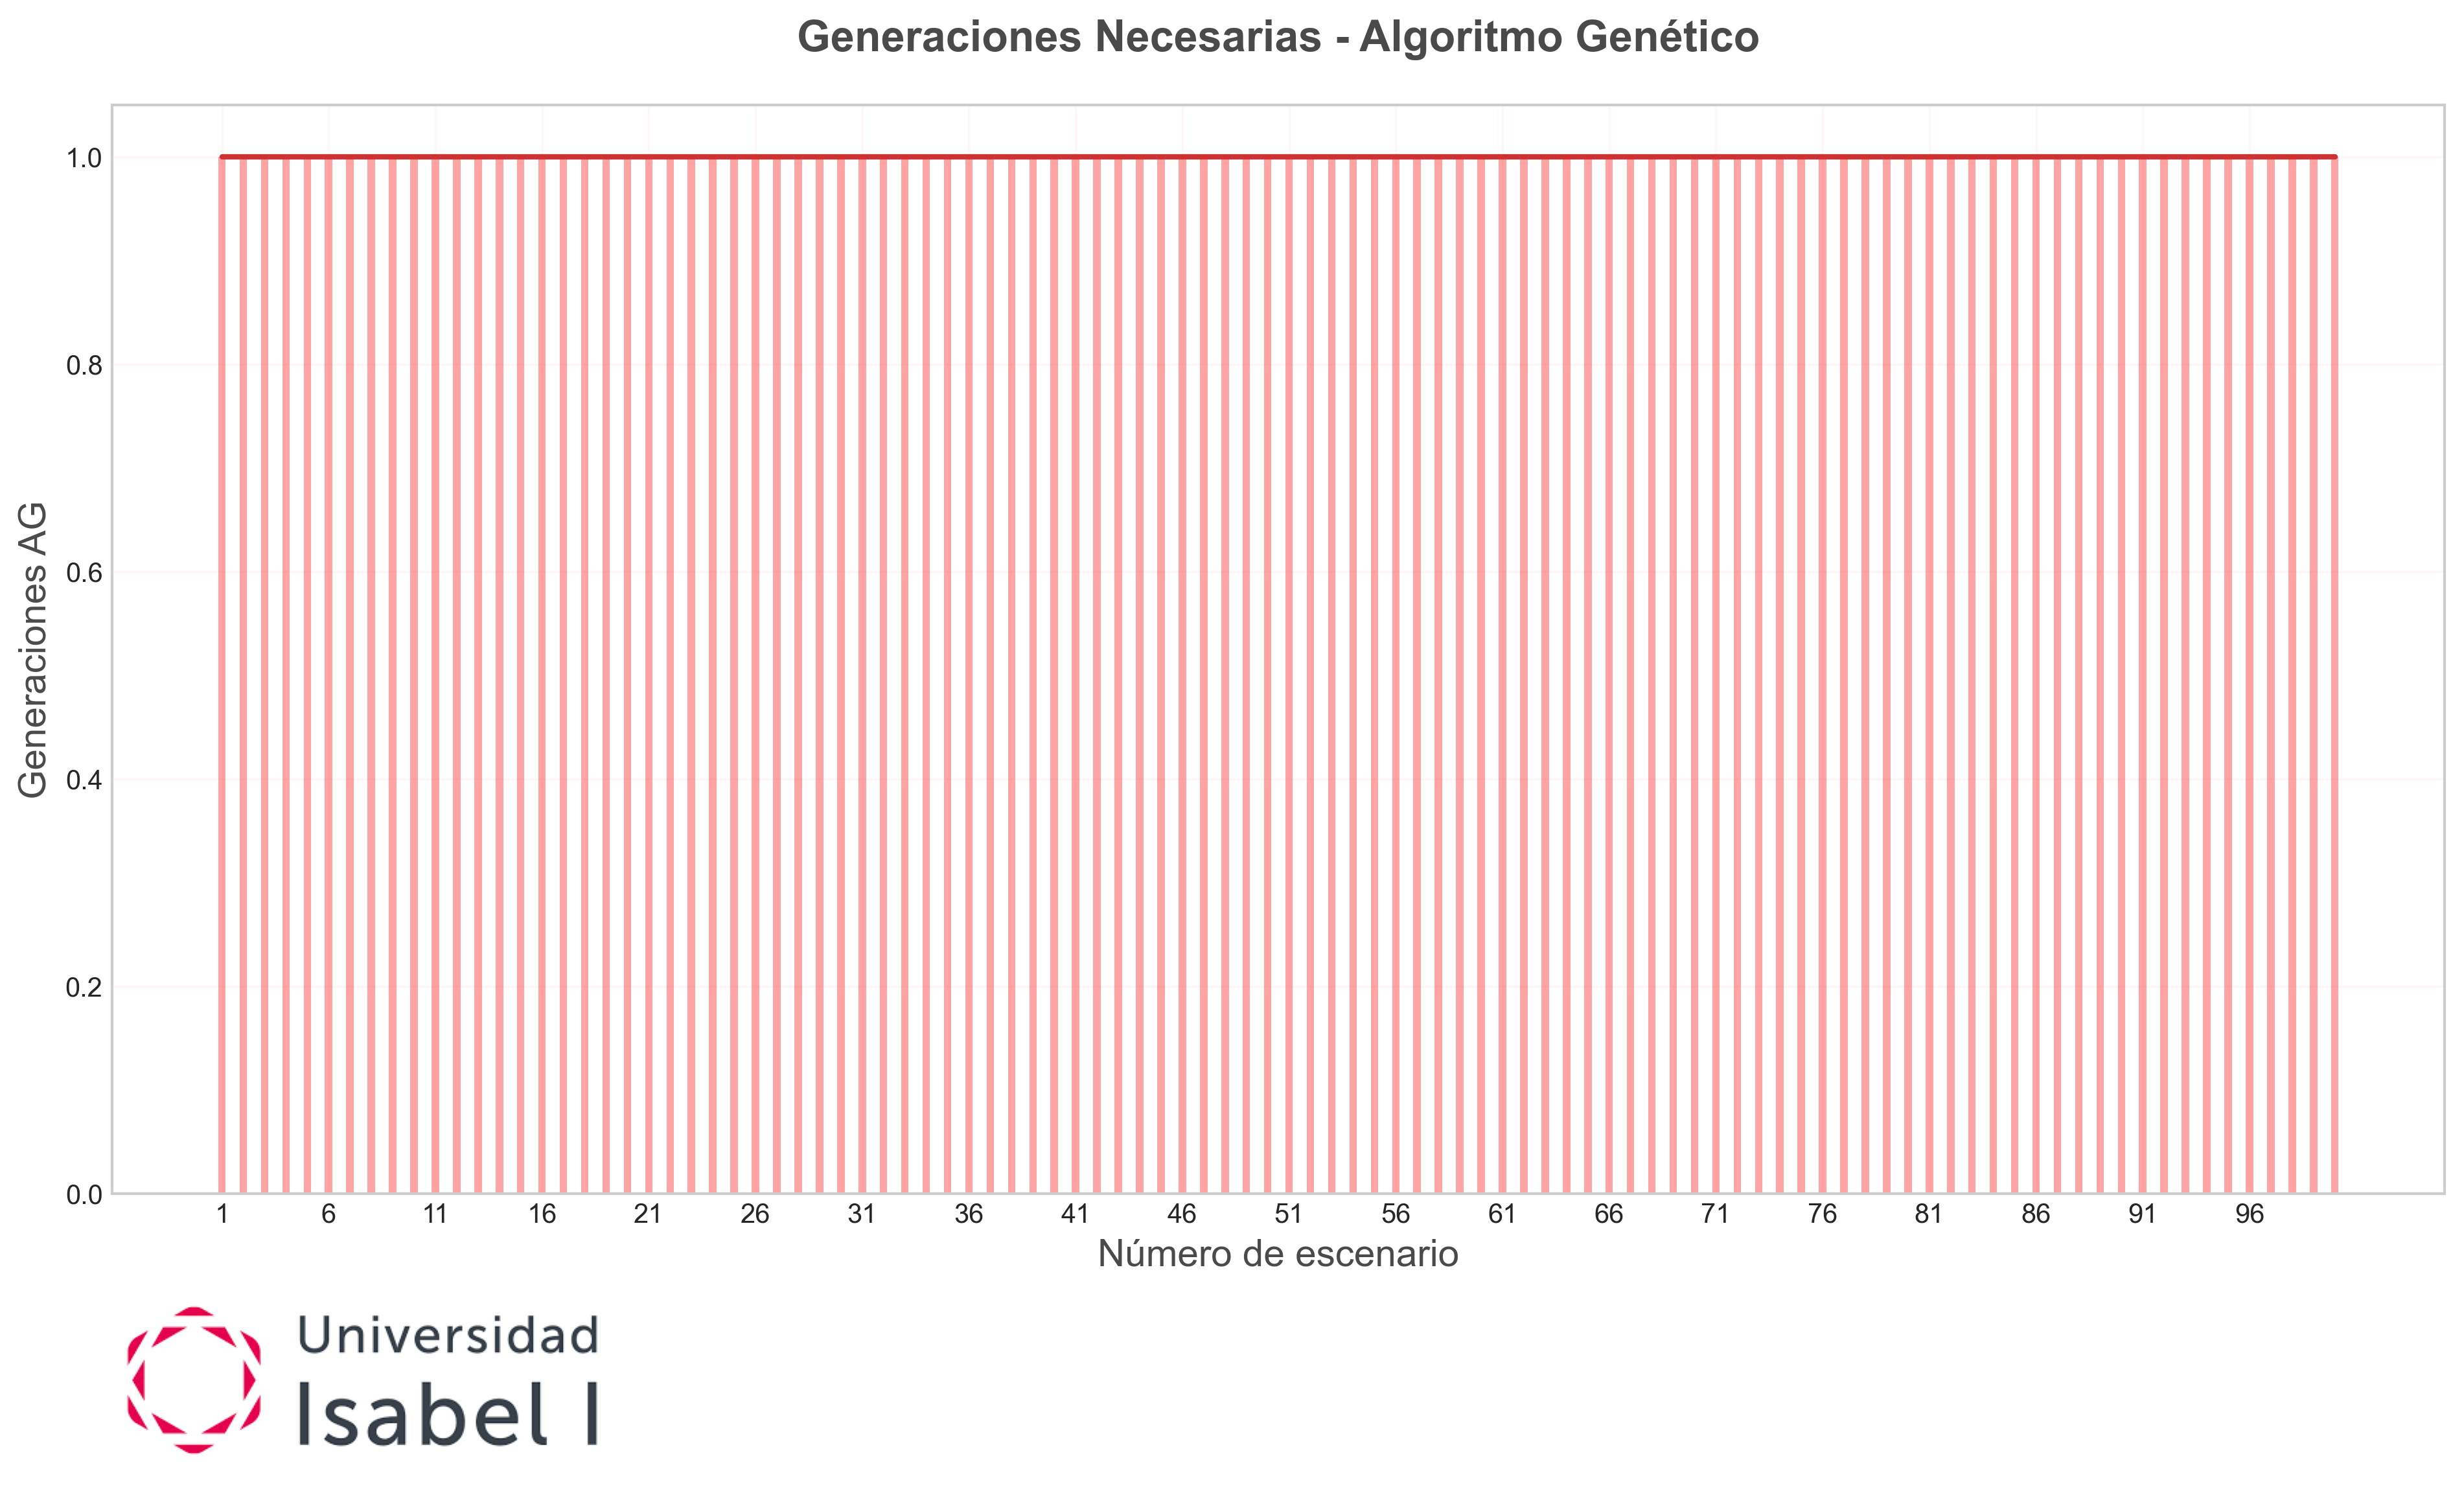 Generaciones Necesarias - Algoritmo Genético
Generaciones AG
1.0
0.8
0.6
0.4
0.2
0.0
1 6 11 16 21 26 31 36 41 46 51 56 61 66 71 76 81 86 91 96
Número de escenario
Universidad
Isabel I